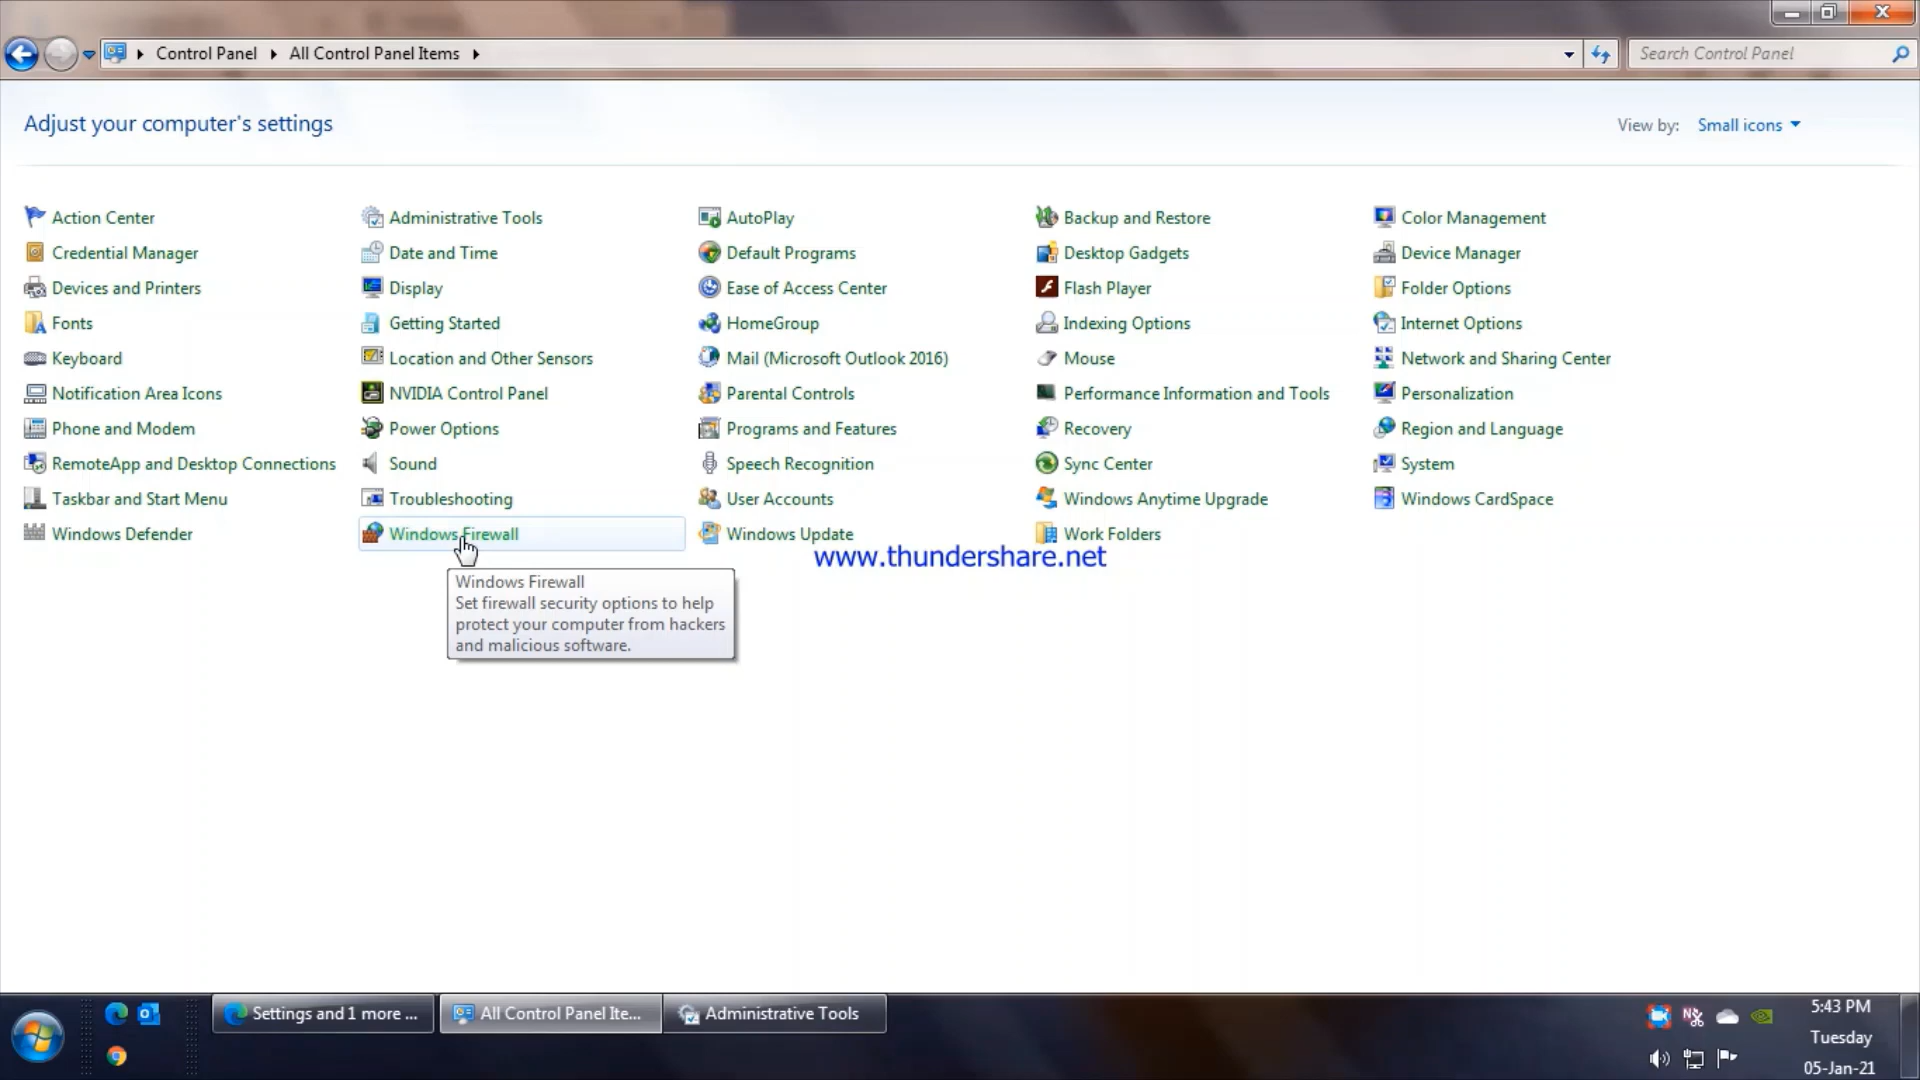 Control Panel
All Control Panel Items
Search Control Panel
Adjust your computer's settings
View by: Small icons
Action Center
Administrative Tools
AutoPlay
Backup and Restore
Color Management
Credential Manager
Date and Time
Default Programs
Desktop Gadgets
Device Manager
Devices and Printers
Display
Ease of Access Center
Flash Player
Folder Options
Fonts
Getting Started
HomeGroup
Indexing Options
Internet Options
Keyboard
Location and Other Sensors
Mail (Microsoft Outlook 2016)
Mouse
Network and Sharing Center
Notification Area Icons
NVIDIA Control Panel
Parental Controls
Performance Information and Tools
Personalization
Phone and Modem
Power Options
Programs and Features
Recovery
Region and Language
RemoteApp and Desktop Connections
Sound
Speech Recognition
Sync Center
System
Taskbar and Start Menu
Troubleshooting
User Accounts
Windows Anytime Upgrade
Windows CardSpace
Windows Defender
Windows Firewall
Windows Update
Work Folders
www.thundershare.net
Windows Firewall
Set firewall security options to help
protect your computer from hackers
and malicious software.
Settings and 1 more ...
All Control Panel Ite...
Administrative Tools
5:43 PM
Tuesday
05-Jan-21